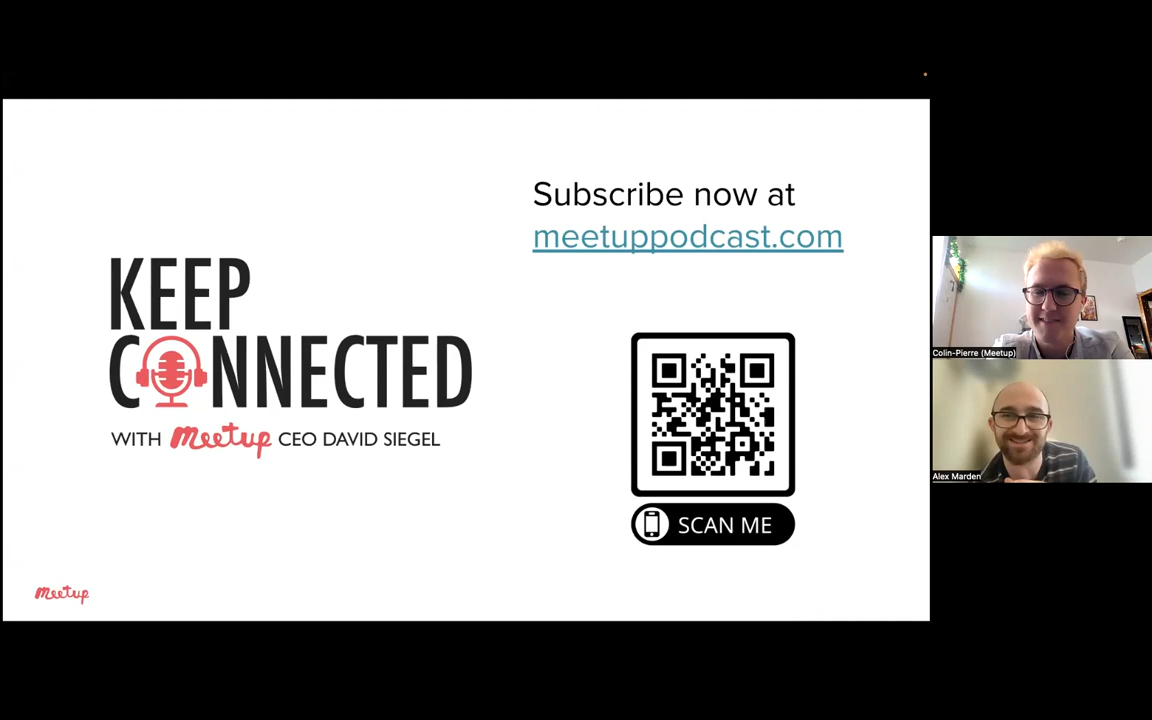 Subscribe now at
meetuppodcast.com
KEEP
CONNECTED
WITH meetup CEO DAVID SIEGEL
SCAN ME
meetup
Colin-Pierre (Meetup)
Alex Marden